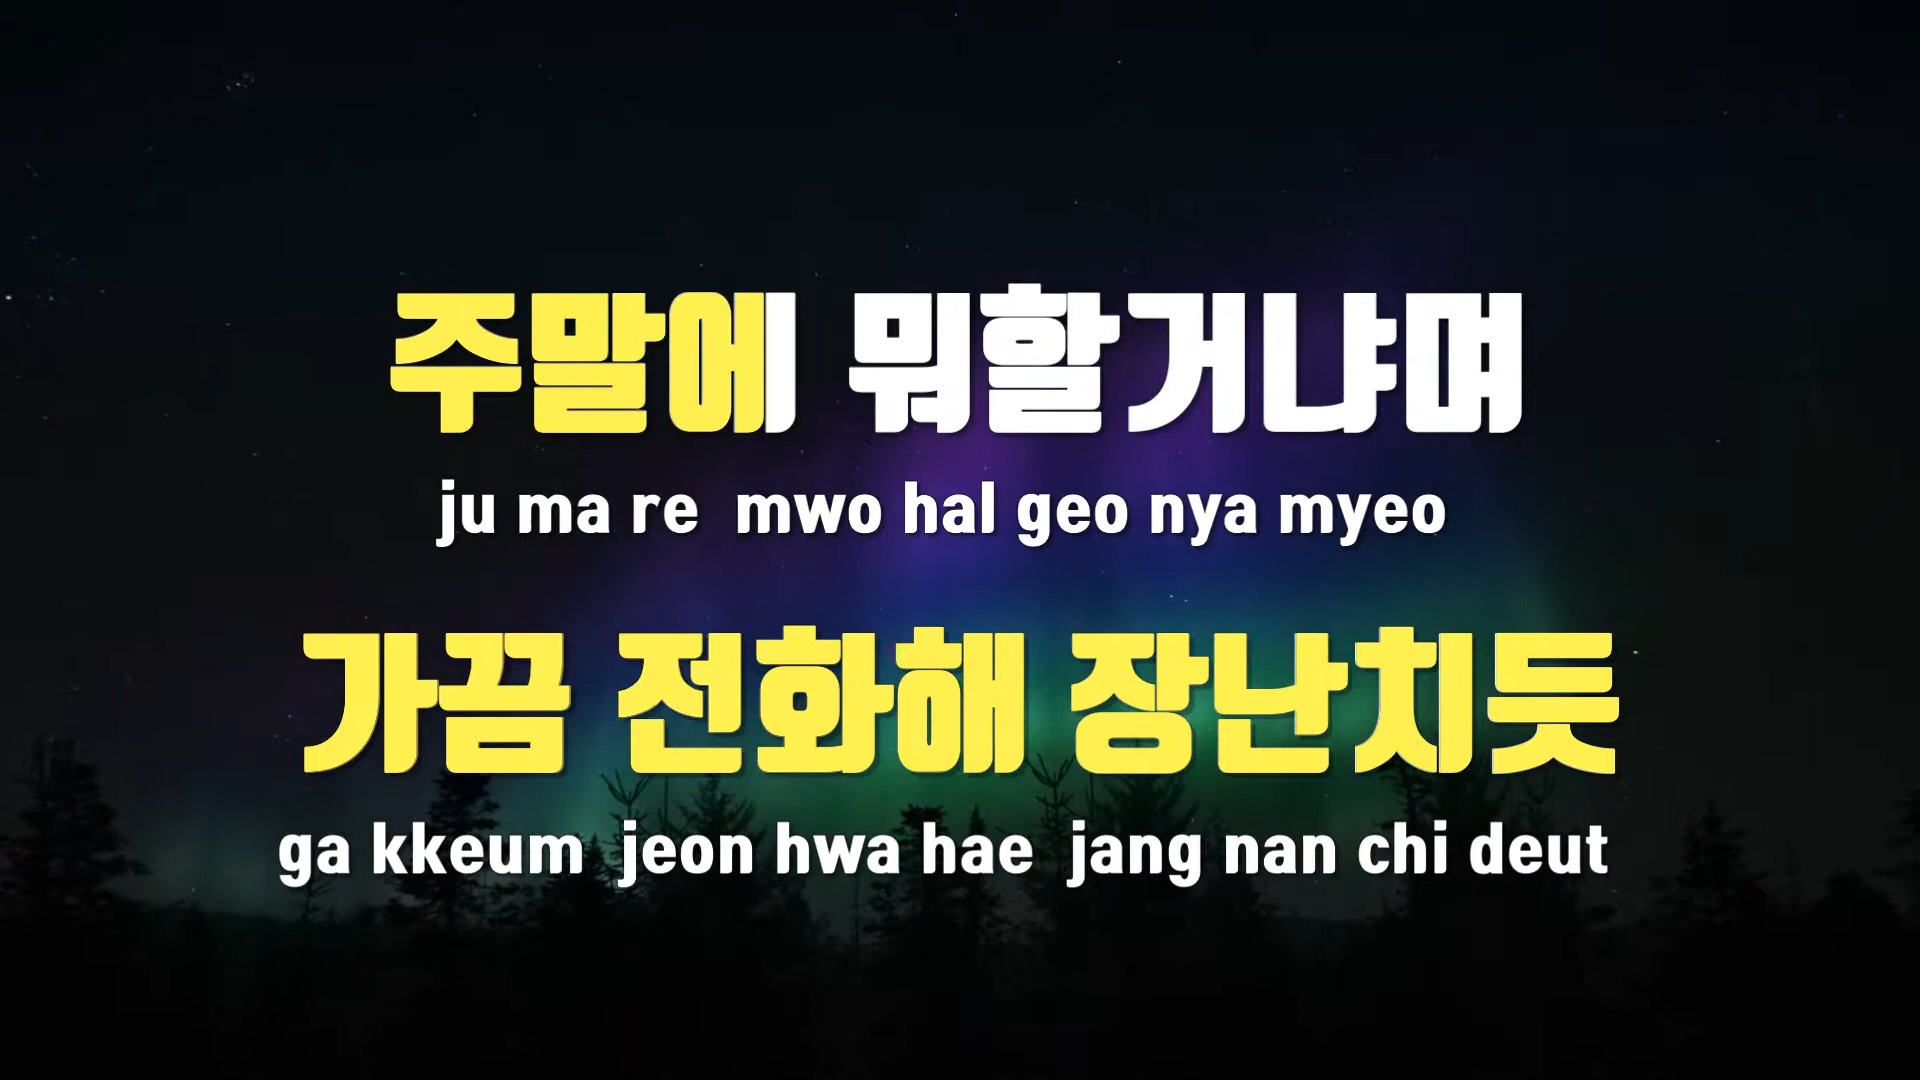 주말에 뭐할거냐며
ju ma re mwo hal geo nya myeo
가끔 전화해 장난치듯
ga kkeum jeon hwa hae jang nan chi deut